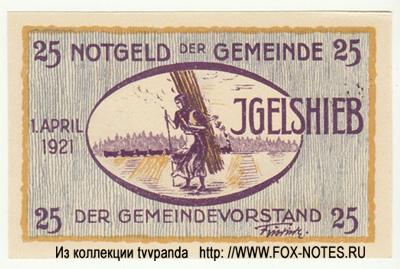 25 NOTGELD DER GEMEINDE 25
1. APRIL
1921
JGELSHIEB
25 DER GEMEINDEVORSTAND 25
Из коллекции tvvpanda http: //WWW.FOX-NOTES.RU